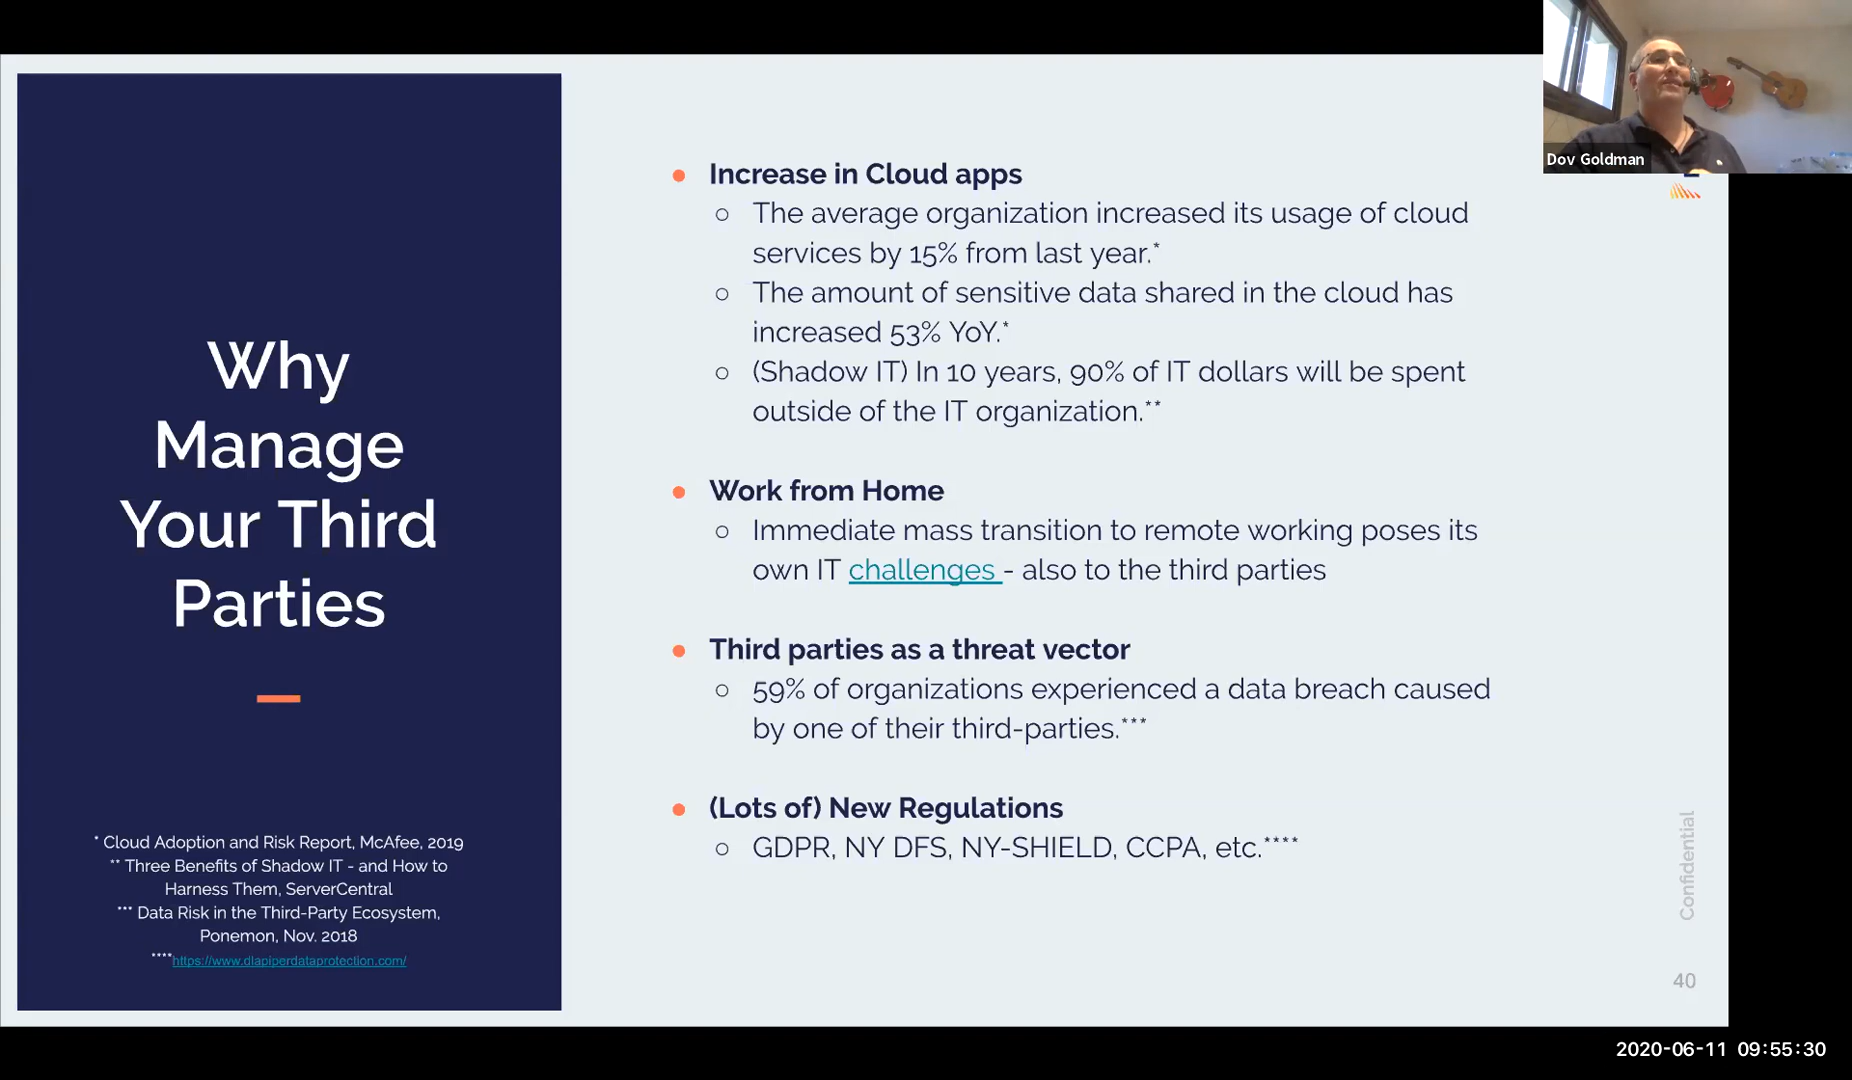 Dov Goldman
Why
Manage
Your Third
Parties
* Cloud Adoption and Risk Report, McAfee, 2019
** Three Benefits of Shadow IT - and How to
Harness Them, ServerCentral
*** Data Risk in the Third-Party Ecosystem,
Ponemon, Nov. 2018
****https://www.dlapiperdataprotection.com/
● Increase in Cloud apps
○ The average organization increased its usage of cloud
services by 15% from last year.*
○ The amount of sensitive data shared in the cloud has
increased 53% YoY.*
○ (Shadow IT) In 10 years, 90% of IT dollars will be spent
outside of the IT organization.**
● Work from Home
○ Immediate mass transition to remote working poses its
own IT challenges - also to the third parties
● Third parties as a threat vector
○ 59% of organizations experienced a data breach caused
by one of their third-parties.***
● (Lots of) New Regulations
○ GDPR, NY DFS, NY-SHIELD, CCPA, etc.****
Confidential
40
2020-06-11 09:55:30